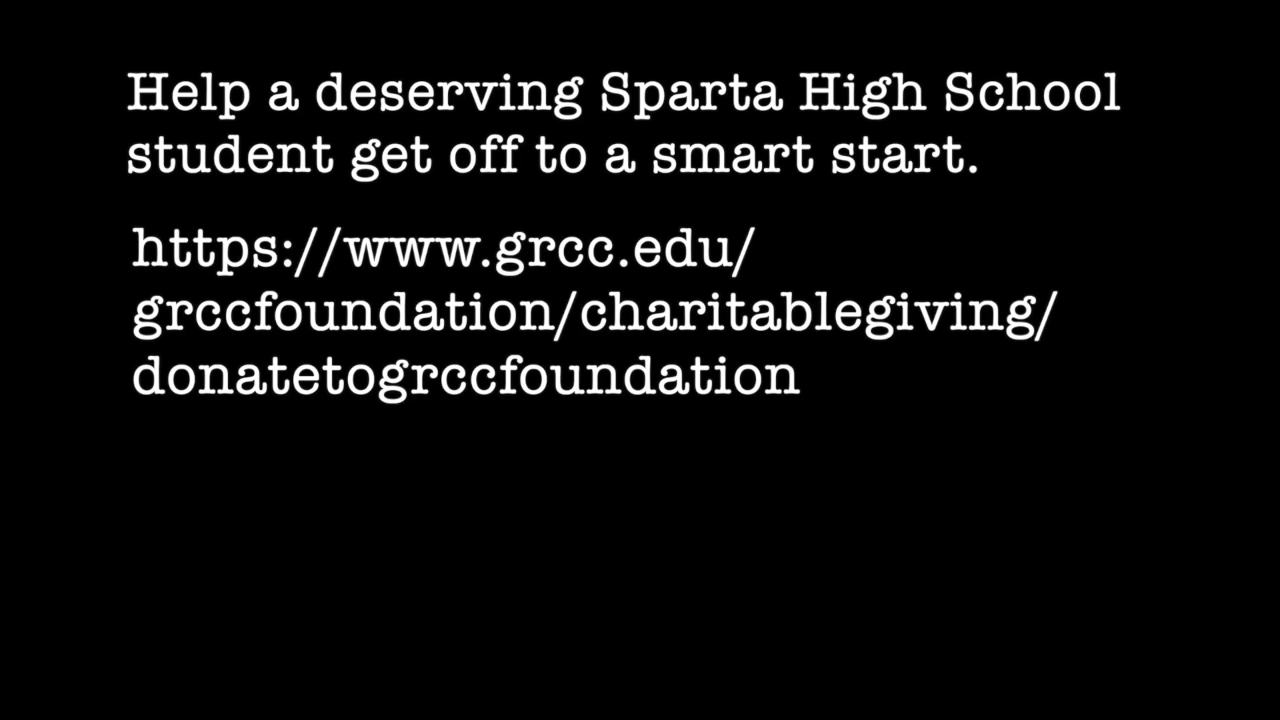 Help a deserving Sparta High School
student get off to a smart start.
https://www.grcc.edu/
grccfoundation/charitablegiving/
donatetogrccfoundation